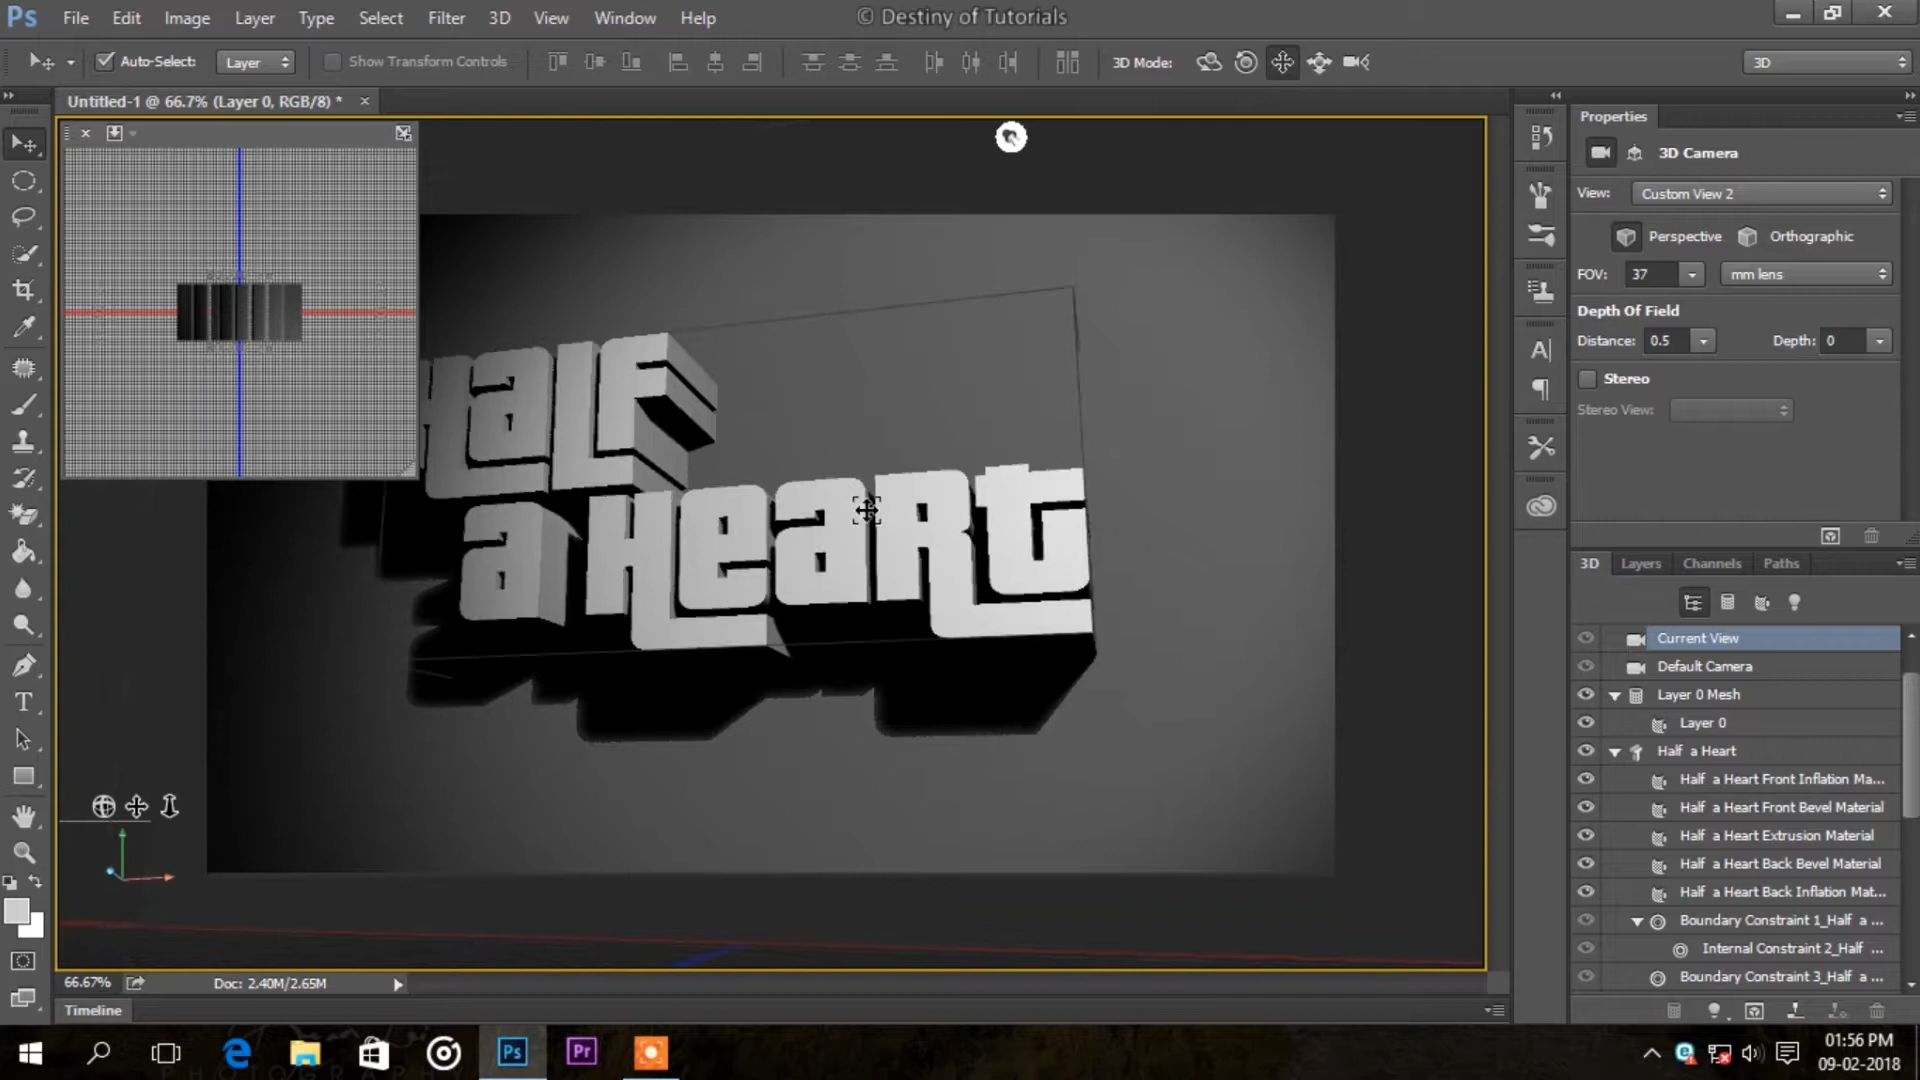 Ps File Edit Image Layer Type Select Filter 3D View Window Help © Destiny of Tutorials
Auto-Select: Layer Show Transform Controls 3D Mode: 3D
Untitled-1 @ 66.7% (Layer 0, RGB/8) *
Properties
3D Camera
View: Custom View 2
Perspective Orthographic
FOV: 37 mm lens
Depth Of Field
Distance: 0.5 Depth: 0
Stereo
Stereo View:
HaLF
a HeaRt
3D Layers Channels Paths
Current View
Default Camera
Layer 0 Mesh
Layer 0
Half a Heart
Half a Heart Front Inflation Ma...
Half a Heart Front Bevel Material
Half a Heart Extrusion Material
Half a Heart Back Bevel Material
Half a Heart Back Inflation Mat...
Boundary Constraint 1_Half a ...
Internal Constraint 2_Half ...
Boundary Constraint 3_Half a ...
66.67% Doc: 2.40M/2.65M
Timeline
Ps Pr
01:56 PM
09-02-2018